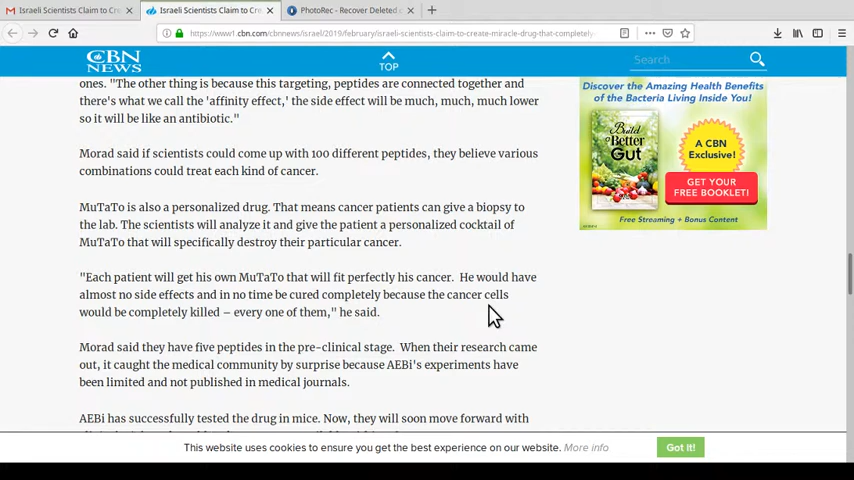 Israeli Scientists Claim to Cre
Israeli Scientists Claim to Cre
PhotoRec - Recover Deleted
https://www1.cbn.com/cbnnews/israel/2019/february/israeli-scientists-claim-to-create-miracle-drug-that-completely-
CBN
NEWS
TOP
Search
ones. "The other thing is because this targeting, peptides are connected together and
there's what we call the 'affinity effect,' the side effect will be much, much, much lower
so it will be like an antibiotic."
Morad said if scientists could come up with 100 different peptides, they believe various
combinations could treat each kind of cancer.
MuTaTo is also a personalized drug. That means cancer patients can give a biopsy to
the lab. The scientists will analyze it and give the patient a personalized cocktail of
MuTaTo that will specifically destroy their particular cancer.
"Each patient will get his own MuTaTo that will fit perfectly his cancer.  He would have
almost no side effects and in no time be cured completely because the cancer cells
would be completely killed – every one of them," he said.
Morad said they have five peptides in the pre-clinical stage.  When their research came
out, it caught the medical community by surprise because AEBi's experiments have
been limited and not published in medical journals.
AEBi has successfully tested the drug in mice. Now, they will soon move forward with
Discover the Amazing Health Benefits
of the Bacteria Living Inside You!
Build
a Better
Gut
A CBN
Exclusive!
GET YOUR
FREE BOOKLET!
Free Streaming + Bonus Content
This website uses cookies to ensure you get the best experience on our website. More info
Got It!